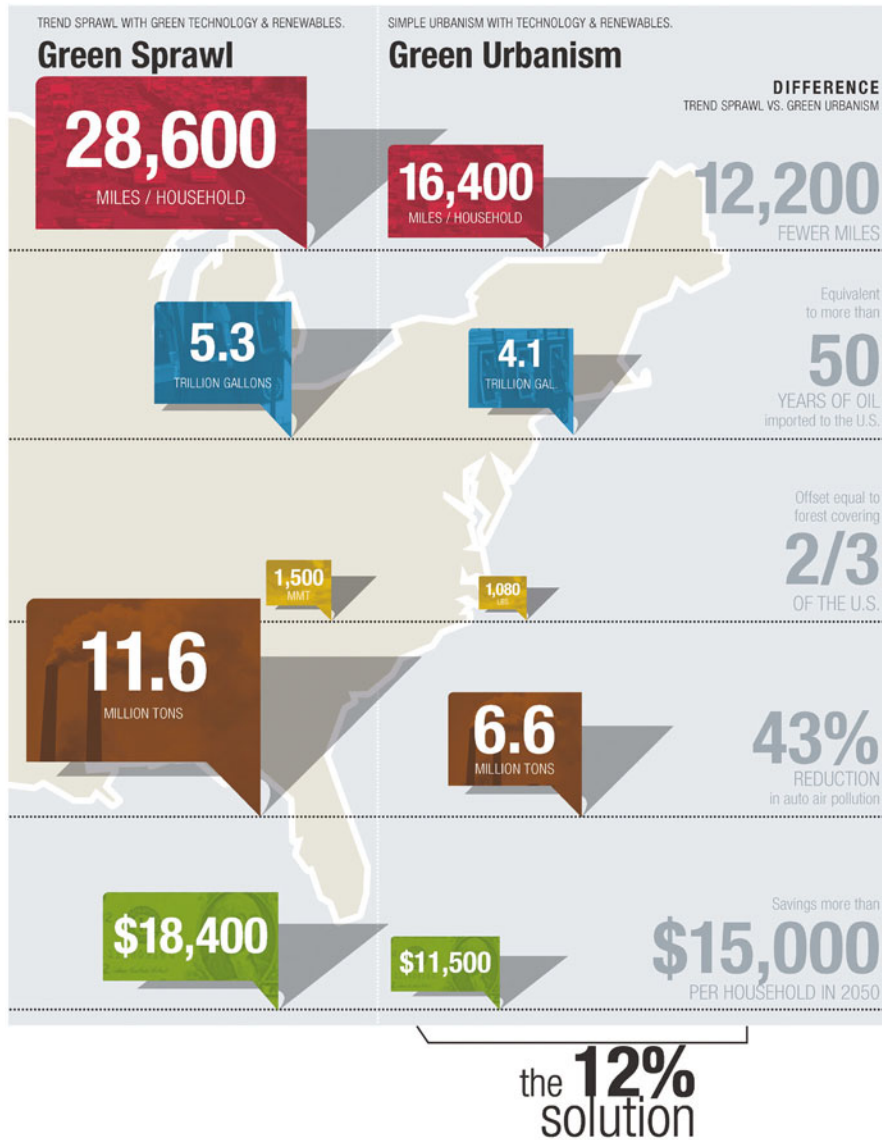 TREND SPRAWL WITH GREEN TECHNOLOGY & RENEWABLES.
Green Sprawl
SIMPLE URBANISM WITH TECHNOLOGY & RENEWABLES.
Green Urbanism
DIFFERENCE
TREND SPRAWL VS. GREEN URBANISM
28,600
MILES / HOUSEHOLD
16,400
MILES / HOUSEHOLD
12,200
FEWER MILES
5.3
TRILLION GALLONS
4.1
TRILLION GAL.
Equivalent
to more than
50
YEARS OF OIL
imported to the U.S.
1,500
MMT
1,080
LBS
Offset equal to
forest covering
2/3
OF THE U.S.
11.6
MILLION TONS
6.6
MILLION TONS
43%
REDUCTION
in auto air pollution
$18,400
$11,500
Savings more than
$15,000
PER HOUSEHOLD IN 2050
the 12%
solution